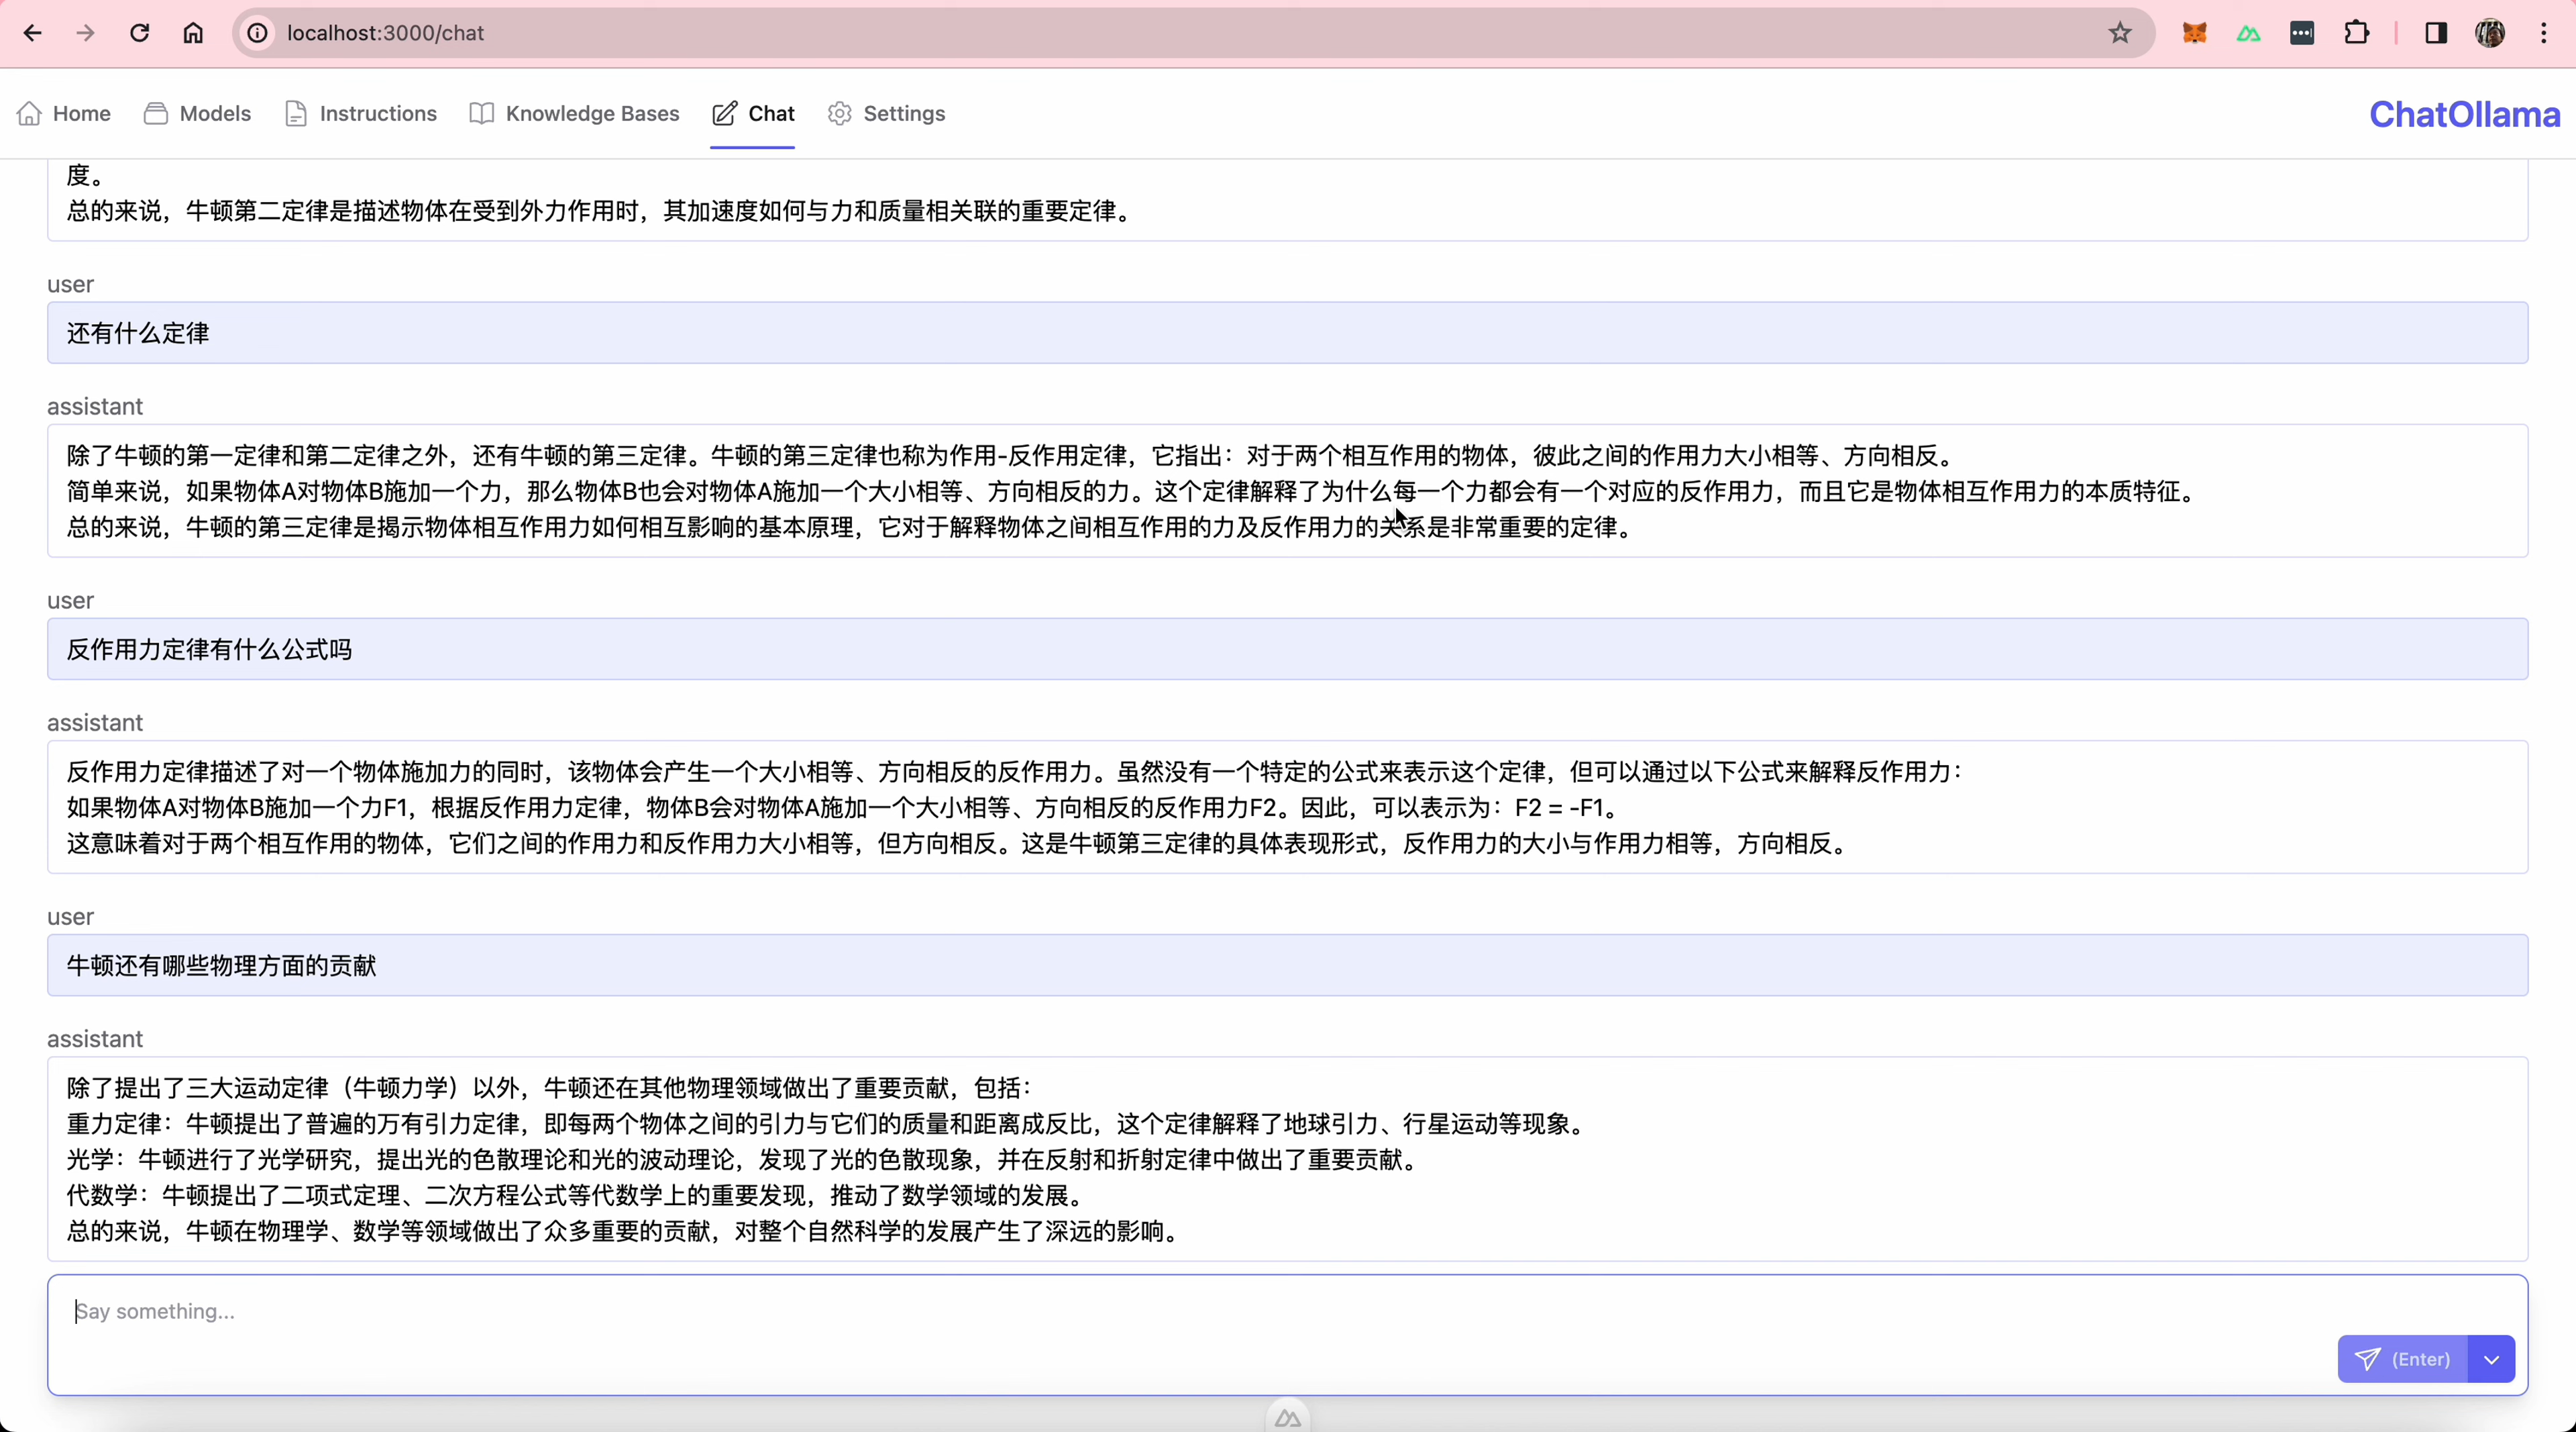 localhost:3000/chat
Home Models Instructions Knowledge Bases Chat Settings ChatOllama
度。
总的来说，牛顿第二定律是描述物体在受到外力作用时，其加速度如何与力和质量相关联的重要定律。
user
还有什么定律
assistant
除了牛顿的第一定律和第二定律之外，还有牛顿的第三定律。牛顿的第三定律也称为作用-反作用定律，它指出：对于两个相互作用的物体，彼此之间的作用力大小相等、方向相反。
简单来说，如果物体A对物体B施加一个力，那么物体B也会对物体A施加一个大小相等、方向相反的力。这个定律解释了为什么每一个力都会有一个对应的反作用力，而且它是物体相互作用力的本质特征。
总的来说，牛顿的第三定律是揭示物体相互作用力如何相互影响的基本原理，它对于解释物体之间相互作用的力及反作用力的关系是非常重要的定律。
user
反作用力定律有什么公式吗
assistant
反作用力定律描述了对一个物体施加力的同时，该物体会产生一个大小相等、方向相反的反作用力。虽然没有一个特定的公式来表示这个定律，但可以通过以下公式来解释反作用力：
如果物体A对物体B施加一个力F1，根据反作用力定律，物体B会对物体A施加一个大小相等、方向相反的反作用力F2。因此，可以表示为：F2 = -F1。
这意味着对于两个相互作用的物体，它们之间的作用力和反作用力大小相等，但方向相反。这是牛顿第三定律的具体表现形式，反作用力的大小与作用力相等，方向相反。
user
牛顿还有哪些物理方面的贡献
assistant
除了提出了三大运动定律（牛顿力学）以外，牛顿还在其他物理领域做出了重要贡献，包括：
重力定律：牛顿提出了普遍的万有引力定律，即每两个物体之间的引力与它们的质量和距离成反比，这个定律解释了地球引力、行星运动等现象。
光学：牛顿进行了光学研究，提出光的色散理论和光的波动理论，发现了光的色散现象，并在反射和折射定律中做出了重要贡献。
代数学：牛顿提出了二项式定理、二次方程公式等代数学上的重要发现，推动了数学领域的发展。
总的来说，牛顿在物理学、数学等领域做出了众多重要的贡献，对整个自然科学的发展产生了深远的影响。
Say something...
(Enter)